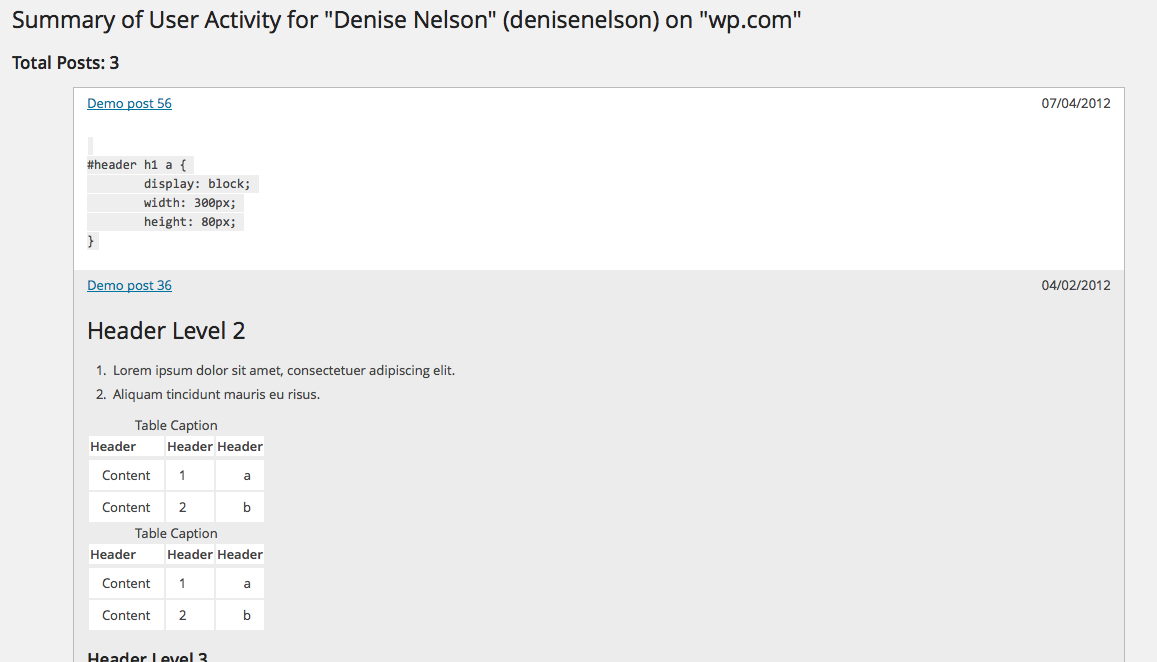 Summary of User Activity for "Denise Nelson" (denisenelson) on "wp.com"
Total Posts: 3
Demo post 56 07/04/2012
#header h1 a {
display: block;
width: 300px;
height: 80px;
}
Demo post 36 04/02/2012
Header Level 2
1. Lorem ipsum dolor sit amet, consectetuer adipiscing elit.
2. Aliquam tincidunt mauris eu risus.
Table Caption
Header Header Header
Content 1 a
Content 2 b
Table Caption
Header Header Header
Content 1 a
Content 2 b
Header Level 3